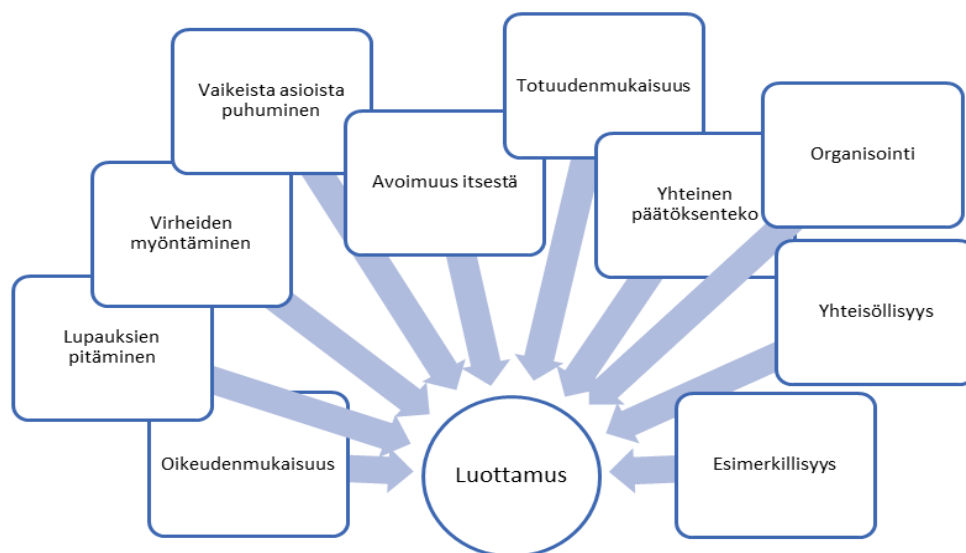 Vaikeista asioista
puhuminen
Totuudenmukaisuus
Organisointi
Avoimuus itsestä
Yhteinen
päätöksenteko
Virheiden
myöntäminen
Yhteisöllisyys
Lupauksien
pitäminen
Oikeudenmukaisuus
Luottamus
Esimerkillisyys